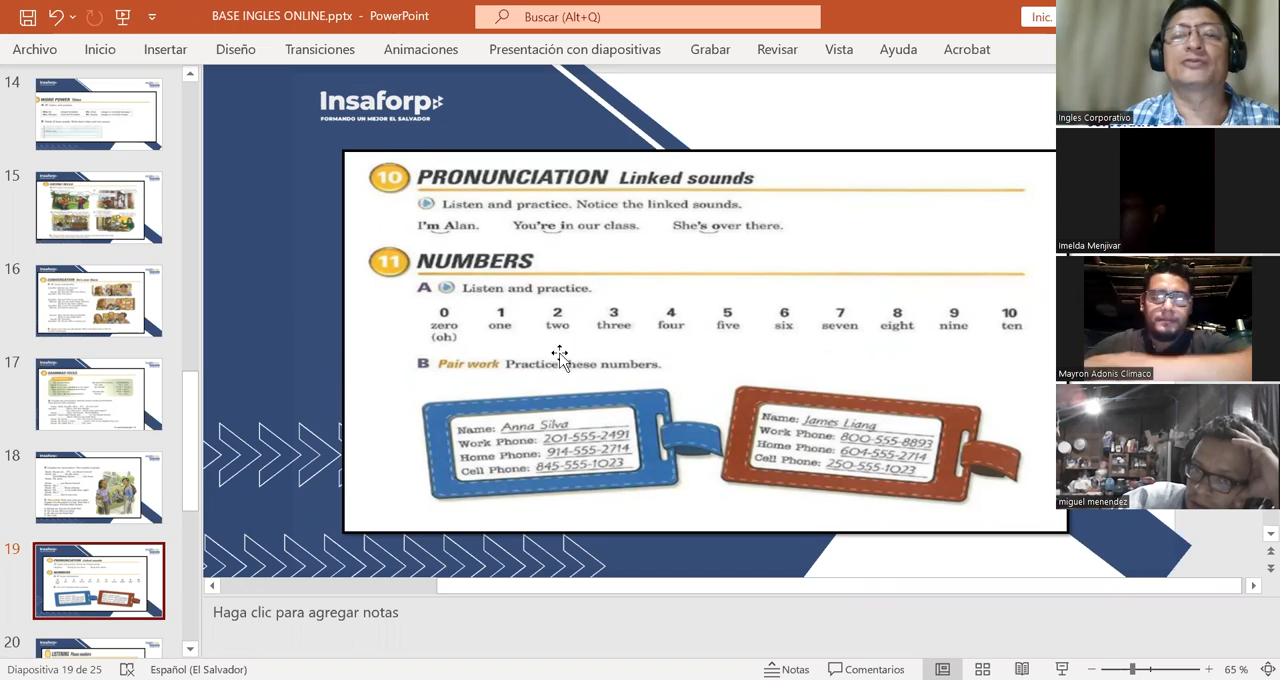 BASE INGLES ONLINE.pptx - PowerPoint
Buscar (Alt+Q)
Inic.
Archivo Inicio Insertar Diseño Transiciones Animaciones Presentación con diapositivas Grabar Revisar Vista Ayuda Acrobat
14
15
16
17
18
19
20
Insaforp
FORMANDO UN MEJOR EL SALVADOR
10 PRONUNCIATION Linked sounds
Listen and practice. Notice the linked sounds.
I'm Alan. You're in our class. She's over there.
11 NUMBERS
A Listen and practice.
0 1 2 3 4 5 6 7 8 9 10
zero one two three four five six seven eight nine ten
(oh)
B Pair work Practice these numbers.
Name: Anna Silva
Work Phone: 201-555-2491
Home Phone: 914-555-2714
Cell Phone: 845-555-1023
Name: James Liang
Work Phone: 800-555-8893
Home Phone: 604-555-2714
Cell Phone: 250-555-1023
Ingles Corporativo
Imelda Menjivar
Mayron Adonis Climaco
miguel menendez
Haga clic para agregar notas
Diapositiva 19 de 25 Español (El Salvador) Notas Comentarios 65 %